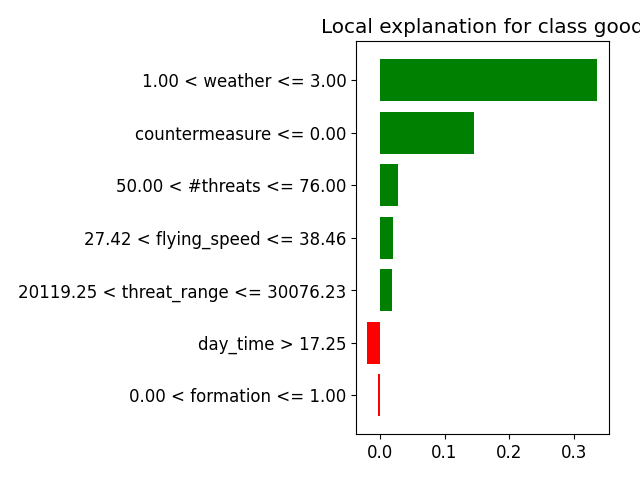 Local explanation for class good
1.00 < weather <= 3.00
countermeasure <= 0.00
50.00 < #threats <= 76.00
27.42 < flying_speed <= 38.46
20119.25 < threat_range <= 30076.23
day_time > 17.25
0.00 < formation <= 1.00
0.0 0.1 0.2 0.3